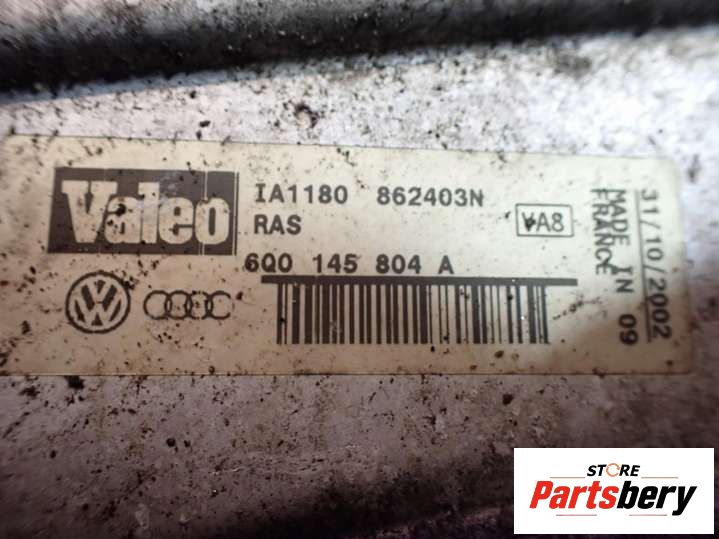 Valeo
IA1180 862403N
RAS
VA8
6Q0 145 804 A
31/10/2002
MADE IN 09
FRANCE
STORE
Partsbery